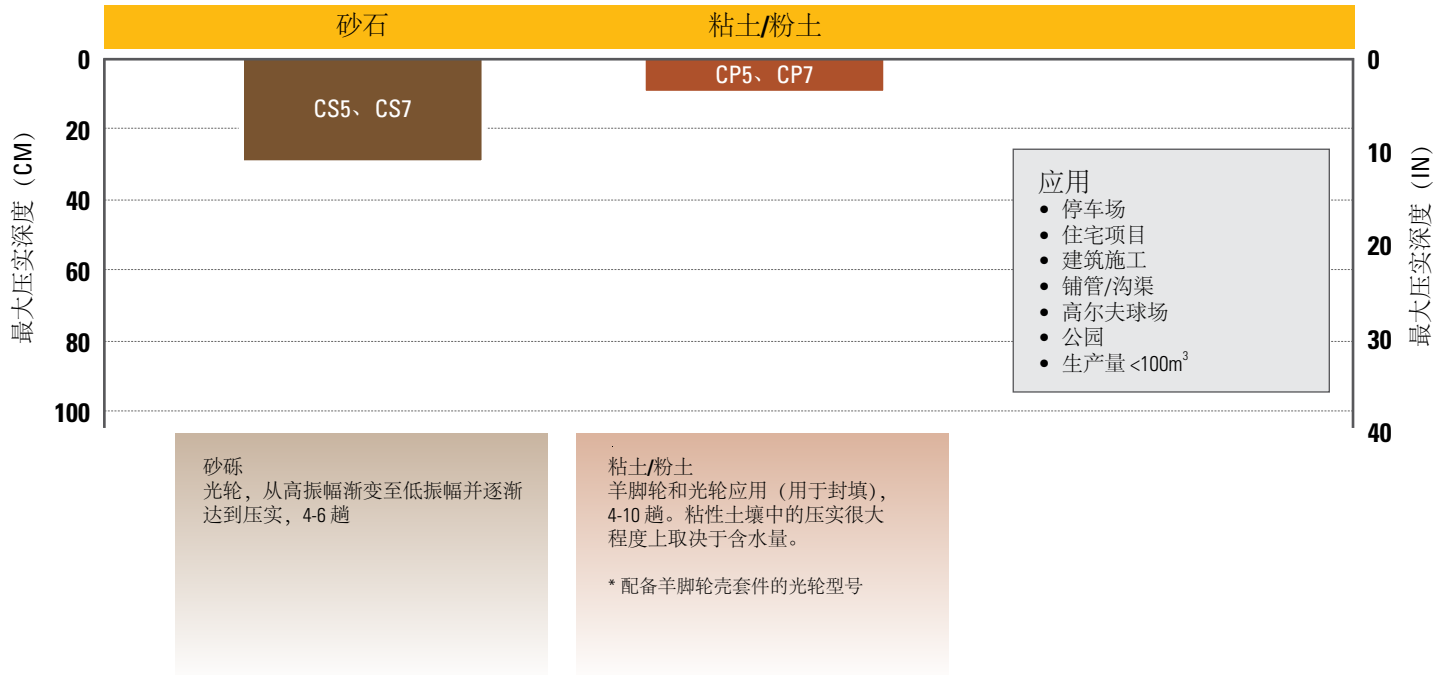 砂石
粘土/粉土
最大压实深度（CM）
0
20
40
60
80
100
CS5、CS7
CP5、CP7
应用
• 停车场
• 住宅项目
• 建筑施工
• 铺管/沟渠
• 高尔夫球场
• 公园
• 生产量 <100m³
0
10
20
30
40
最大压实深度（IN）
砂砾
光轮，从高振幅渐变至低振幅并逐渐
达到压实，4-6 趟
粘土/粉土
羊脚轮和光轮应用（用于封填），
4-10 趟。粘性土壤中的压实很大
程度上取决于含水量。
* 配备羊脚轮壳套件的光轮型号